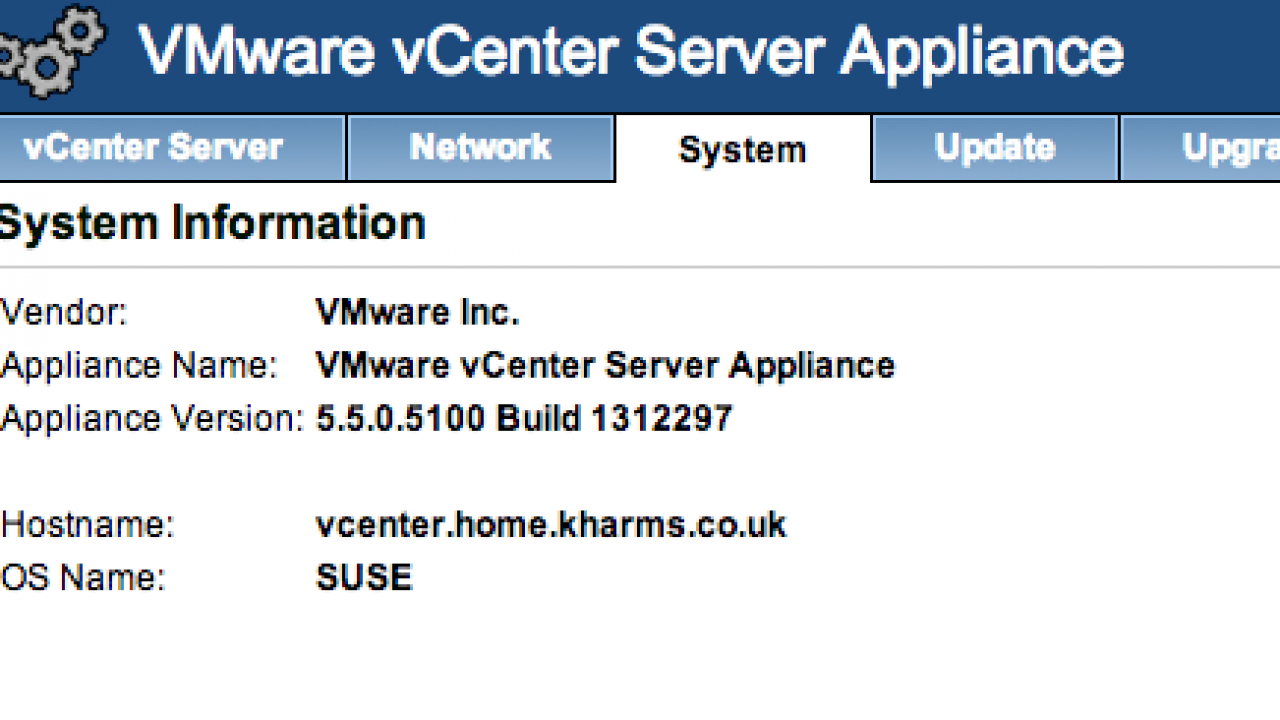 VMware vCenter Server Appliance
vCenter Server Network System Update Upgra
System Information
Vendor: VMware Inc.
Appliance Name: VMware vCenter Server Appliance
Appliance Version: 5.5.0.5100 Build 1312297
Hostname: vcenter.home.kharms.co.uk
OS Name: SUSE